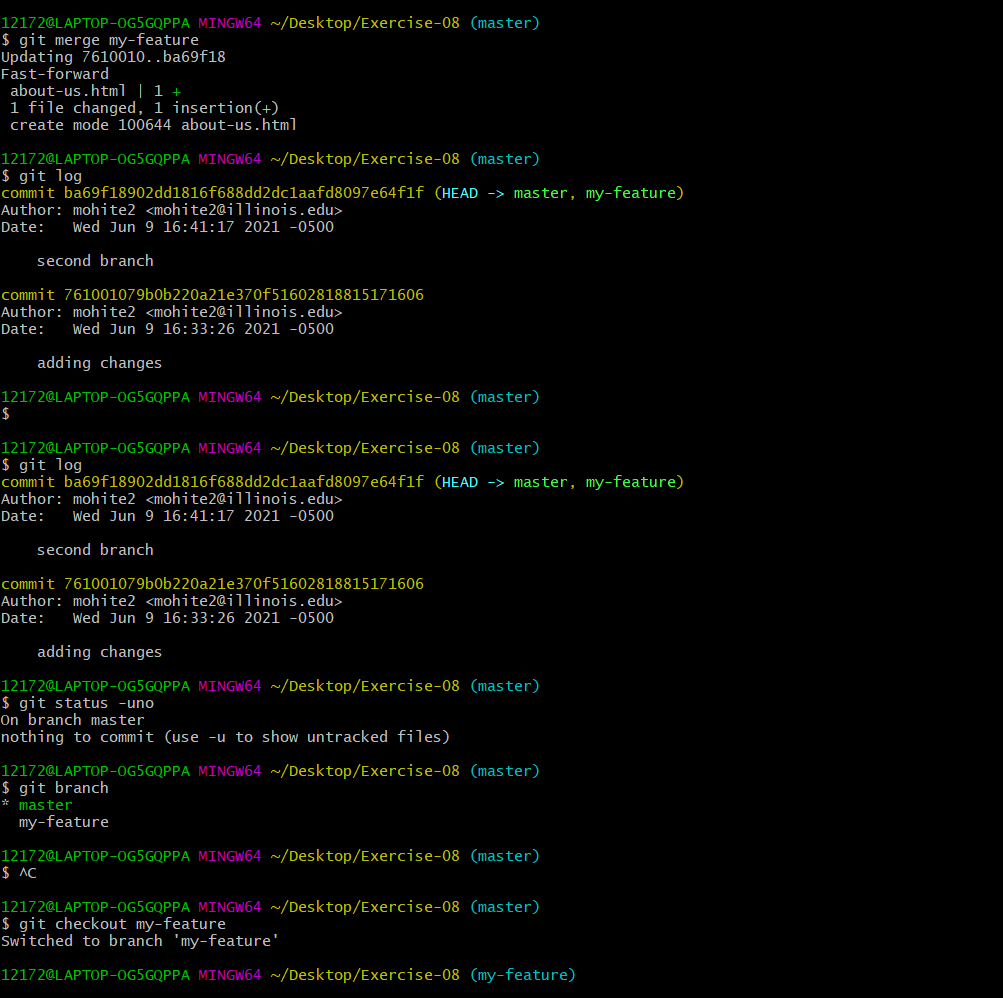 12172@LAPTOP-OG5GQPPA MINGW64 ~/Desktop/Exercise-08 (master)
$ git merge my-feature
Updating 7610010..ba69f18
Fast-forward
 about-us.html | 1 +
 1 file changed, 1 insertion(+)
 create mode 100644 about-us.html

12172@LAPTOP-OG5GQPPA MINGW64 ~/Desktop/Exercise-08 (master)
$ git log
commit ba69f18902dd1816f688dd2dc1aafd8097e64f1f (HEAD -> master, my-feature)
Author: mohite2 <mohite2@illinois.edu>
Date:   Wed Jun 9 16:41:17 2021 -0500

    second branch

commit 761001079b0b220a21e370f51602818815171606
Author: mohite2 <mohite2@illinois.edu>
Date:   Wed Jun 9 16:33:26 2021 -0500

    adding changes

12172@LAPTOP-OG5GQPPA MINGW64 ~/Desktop/Exercise-08 (master)
$

12172@LAPTOP-OG5GQPPA MINGW64 ~/Desktop/Exercise-08 (master)
$ git log
commit ba69f18902dd1816f688dd2dc1aafd8097e64f1f (HEAD -> master, my-feature)
Author: mohite2 <mohite2@illinois.edu>
Date:   Wed Jun 9 16:41:17 2021 -0500

    second branch

commit 761001079b0b220a21e370f51602818815171606
Author: mohite2 <mohite2@illinois.edu>
Date:   Wed Jun 9 16:33:26 2021 -0500

    adding changes

12172@LAPTOP-OG5GQPPA MINGW64 ~/Desktop/Exercise-08 (master)
$ git status -uno
On branch master
nothing to commit (use -u to show untracked files)

12172@LAPTOP-OG5GQPPA MINGW64 ~/Desktop/Exercise-08 (master)
$ git branch
* master
  my-feature

12172@LAPTOP-OG5GQPPA MINGW64 ~/Desktop/Exercise-08 (master)
$ ^C

12172@LAPTOP-OG5GQPPA MINGW64 ~/Desktop/Exercise-08 (master)
$ git checkout my-feature
Switched to branch 'my-feature'

12172@LAPTOP-OG5GQPPA MINGW64 ~/Desktop/Exercise-08 (my-feature)